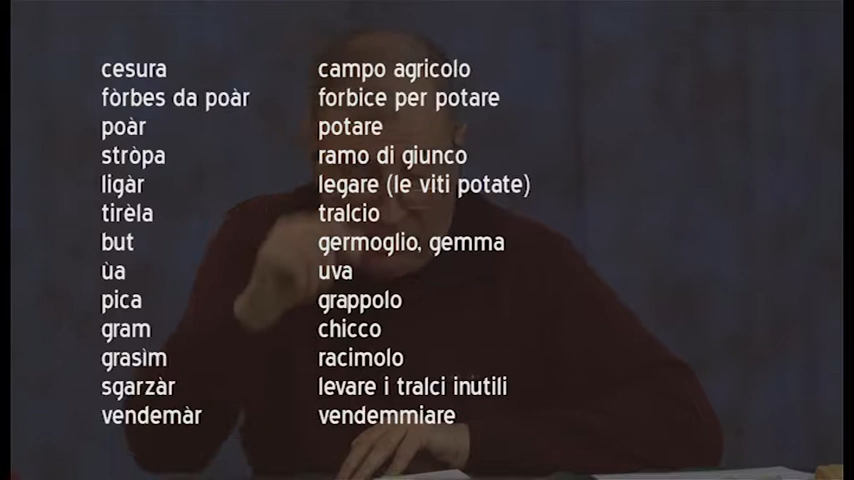 cesura campo agricolo
fòrbes da poàr forbice per potare
poàr potare
stròpa ramo di giunco
ligàr legare (le viti potate)
tirèla tralcio
but germoglio, gemma
ùa uva
pica grappolo
gram chicco
grasìm racimolo
sgarzàr levare i tralci inutili
vendemàr vendemmiare